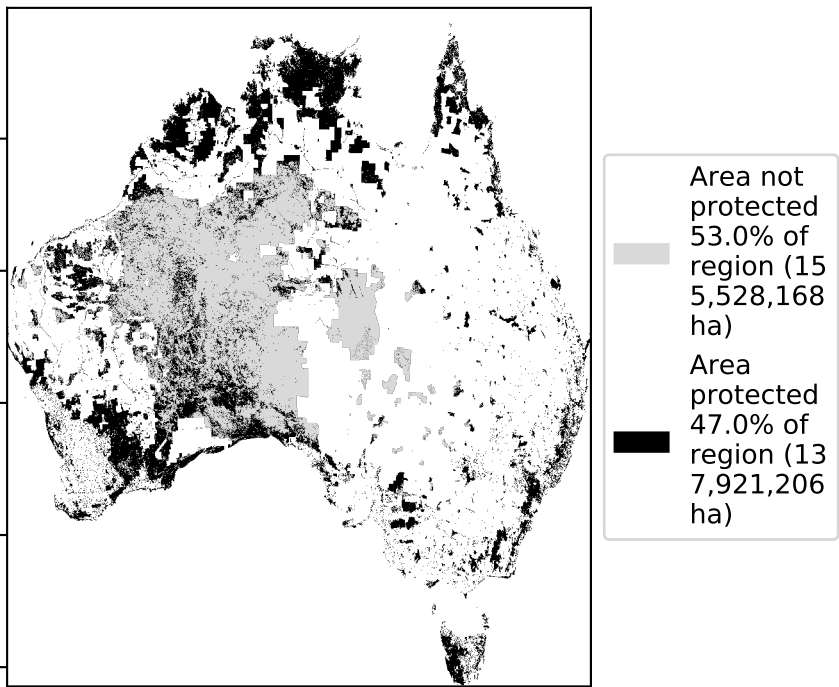 Area not
protected
53.0% of
region (15
5,528,168
ha)
Area
protected
47.0% of
region (13
7,921,206
ha)